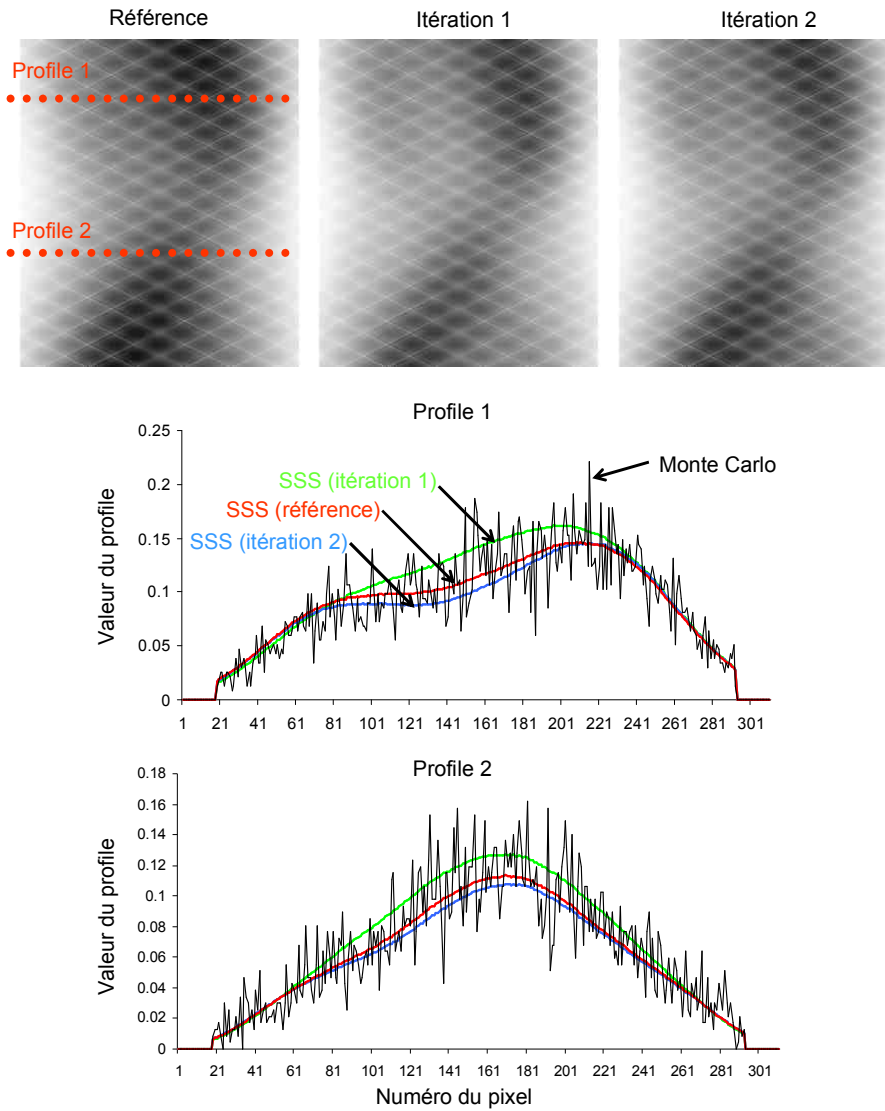 Référence
Itération 1
Itération 2
Profile 1
Profile 2
Profile 1
0.25
0.2
0.15
0.1
0.05
0
Valeur du profile
SSS (itération 1)
SSS (référence)
SSS (itération 2)
Monte Carlo
1 21 41 61 81 101 121 141 161 181 201 221 241 261 281 301
Profile 2
0.18
0.16
0.14
0.12
0.1
0.08
0.06
0.04
0.02
0
Valeur du profile
1 21 41 61 81 101 121 141 161 181 201 221 241 261 281 301
Numéro du pixel